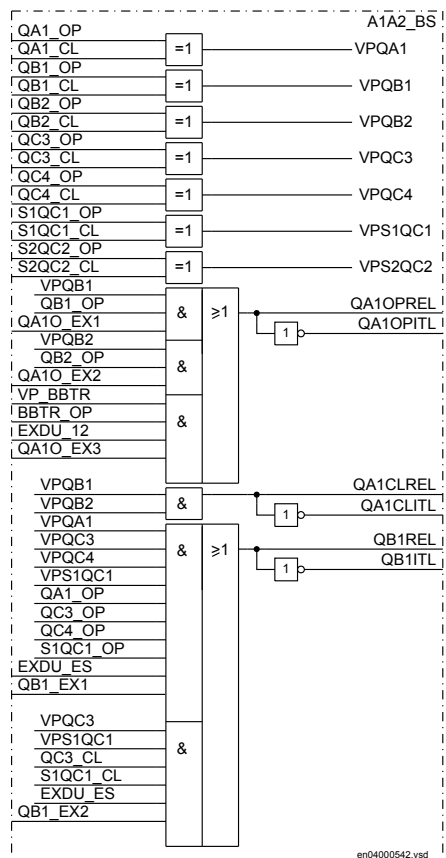 A1A2_BS
QA1_OP
QA1_CL
=1
VPQA1
QB1_OP
QB1_CL
=1
VPQB1
QB2_OP
QB2_CL
=1
VPQB2
QC3_OP
QC3_CL
=1
VPQC3
QC4_OP
QC4_CL
=1
VPQC4
S1QC1_OP
S1QC1_CL
=1
VPS1QC1
S2QC2_OP
S2QC2_CL
=1
VPS2QC2
VPQB1
QB1_OP
QA1O_EX1
&
≥1
QA1OPREL
QA1OPITL
1
VPQB2
QB2_OP
QA1O_EX2
&
VP_BBTR
BBTR_OP
EXDU_12
QA1O_EX3
&
VPQB1
VPQB2
&
QA1CLREL
QA1CLITL
1
VPQA1
VPQC3
VPQC4
VPS1QC1
QA1_OP
QC3_OP
QC4_OP
S1QC1_OP
EXDU_ES
QB1_EX1
&
≥1
QB1REL
QB1ITL
1
VPQC3
VPS1QC1
QC3_CL
S1QC1_CL
EXDU_ES
QB1_EX2
&
en04000542.vsd